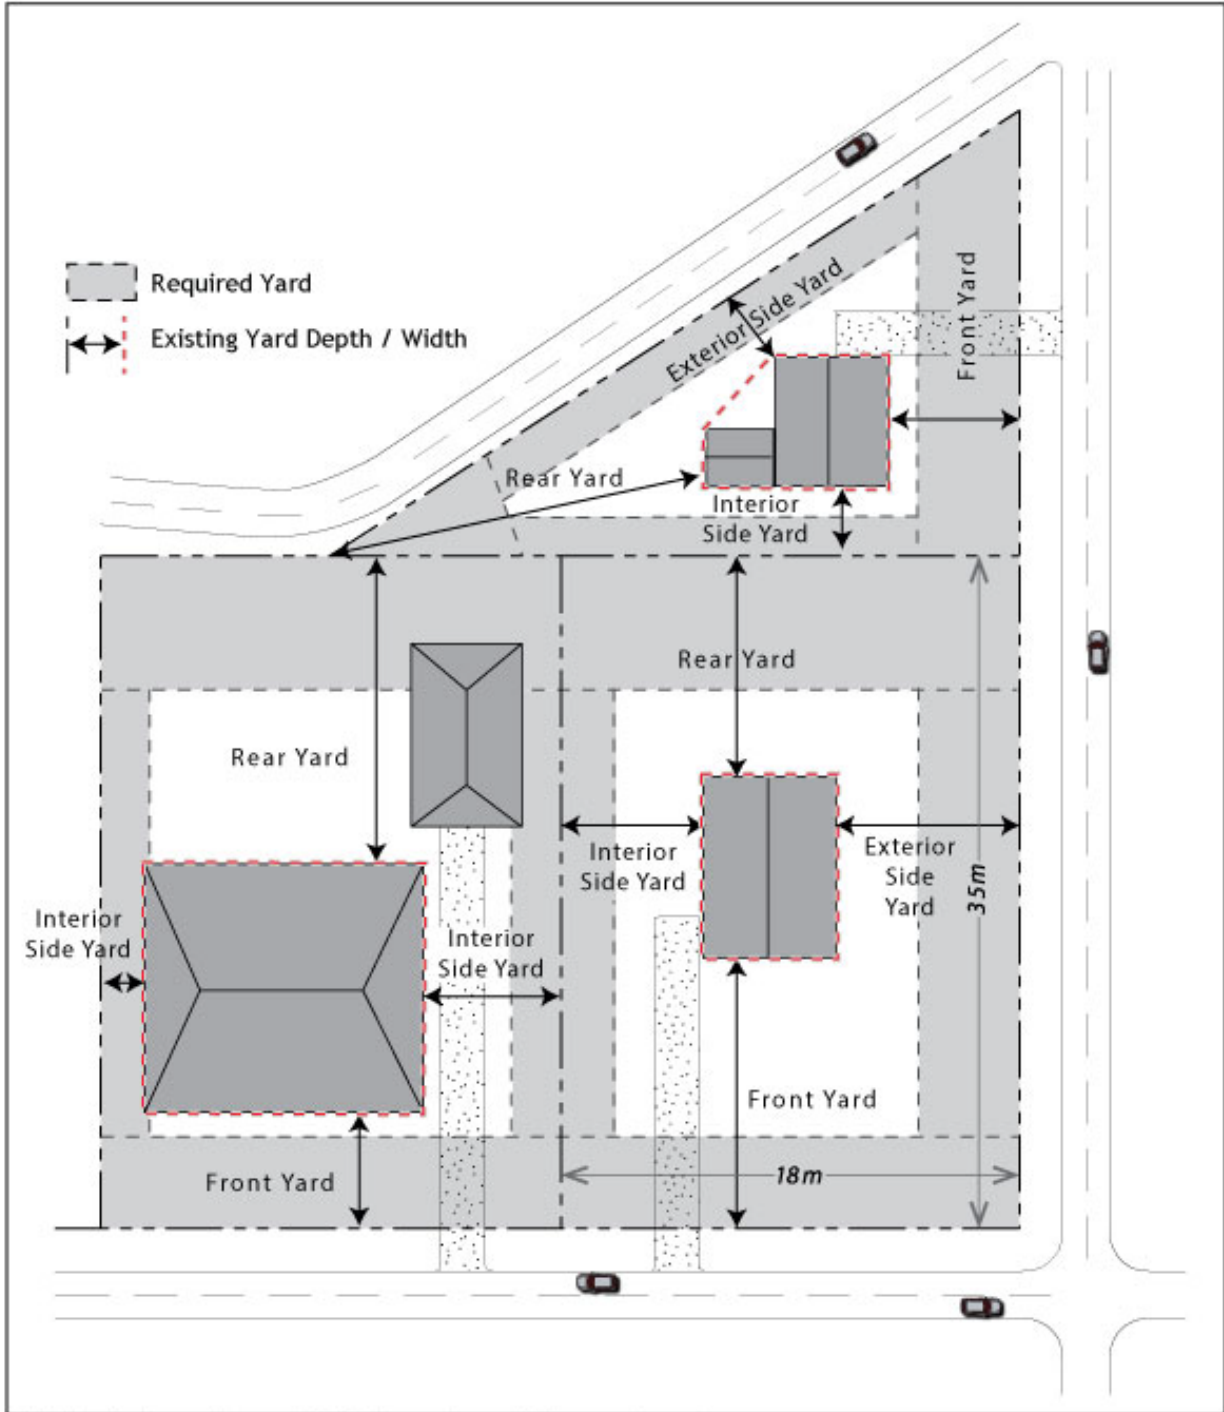 Required Yard
Existing Yard Depth / Width
Exterior Side Yard
Front Yard
Rear Yard
Interior
Side Yard
Rear Yard
Rear Yard
Interior
Side Yard
Exterior
Side
Yard
35m
Interior
Side Yard
Interior
Side Yard
Front Yard
Front Yard
18m